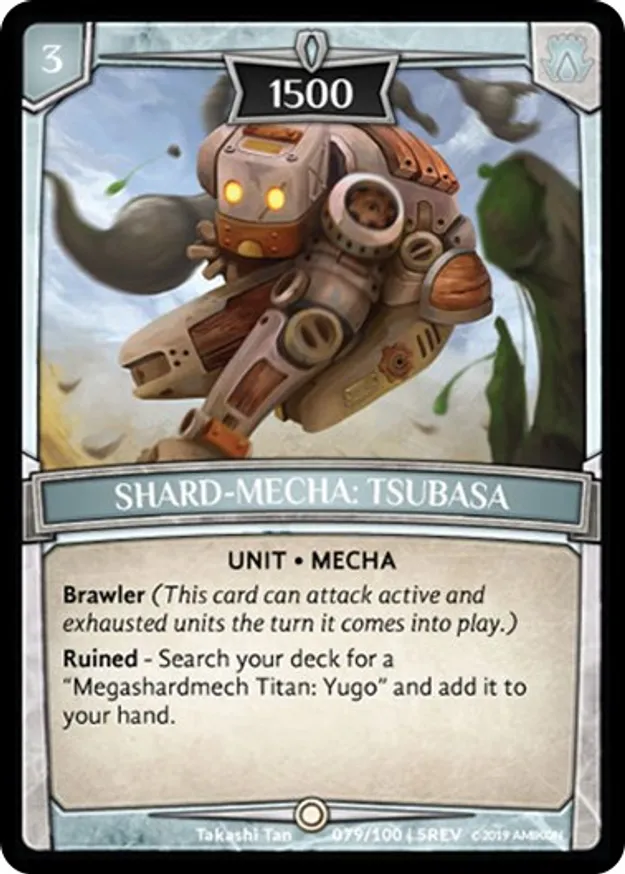 3
1500
SHARD-MECHA: TSUBASA
UNIT • MECHA
Brawler (This card can attack active and
exhausted units the turn it comes into play.)
Ruined - Search your deck for a
“Megashardmech Titan: Yugo” and add it to
your hand.
Takashi Tan 079/100 | SREV ©2019 AMIKON